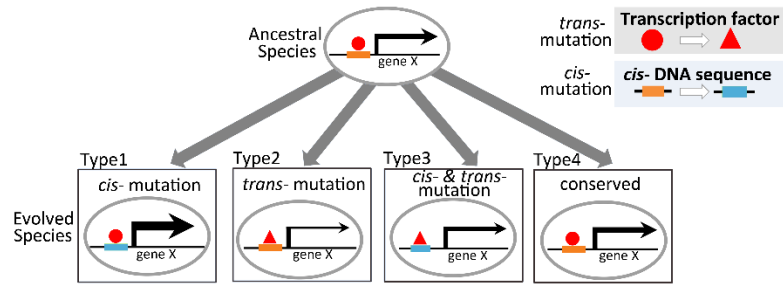 Ancestral
Species
gene X
trans-
mutation
Transcription factor
cis-
mutation
cis- DNA sequence
Evolved
Species
Type1
cis- mutation
gene X
Type2
trans- mutation
gene X
Type3
cis- & trans-
mutation
gene X
Type4
conserved
gene X